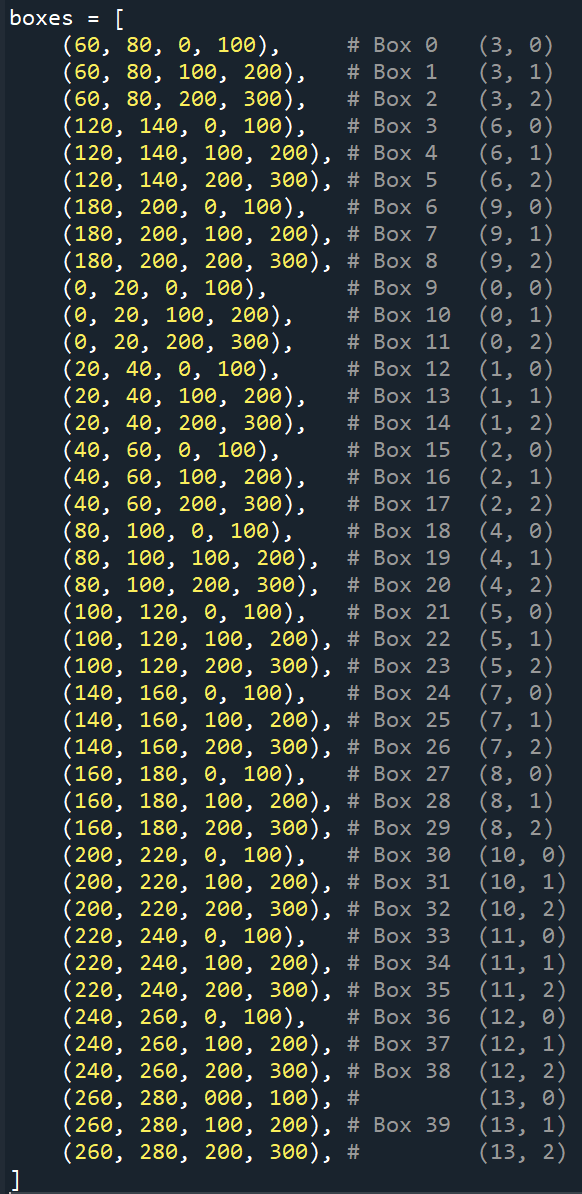 boxes = [
    (60, 80, 0, 100),     # Box 0   (3, 0)
    (60, 80, 100, 200),   # Box 1   (3, 1)
    (60, 80, 200, 300),   # Box 2   (3, 2)
    (120, 140, 0, 100),   # Box 3   (6, 0)
    (120, 140, 100, 200), # Box 4   (6, 1)
    (120, 140, 200, 300), # Box 5   (6, 2)
    (180, 200, 0, 100),   # Box 6   (9, 0)
    (180, 200, 100, 200), # Box 7   (9, 1)
    (180, 200, 200, 300), # Box 8   (9, 2)
    (0, 20, 0, 100),      # Box 9   (0, 0)
    (0, 20, 100, 200),    # Box 10  (0, 1)
    (0, 20, 200, 300),    # Box 11  (0, 2)
    (20, 40, 0, 100),     # Box 12  (1, 0)
    (20, 40, 100, 200),   # Box 13  (1, 1)
    (20, 40, 200, 300),   # Box 14  (1, 2)
    (40, 60, 0, 100),     # Box 15  (2, 0)
    (40, 60, 100, 200),   # Box 16  (2, 1)
    (40, 60, 200, 300),   # Box 17  (2, 2)
    (80, 100, 0, 100),    # Box 18  (4, 0)
    (80, 100, 100, 200),  # Box 19  (4, 1)
    (80, 100, 200, 300),  # Box 20  (4, 2)
    (100, 120, 0, 100),   # Box 21  (5, 0)
    (100, 120, 100, 200), # Box 22  (5, 1)
    (100, 120, 200, 300), # Box 23  (5, 2)
    (140, 160, 0, 100),   # Box 24  (7, 0)
    (140, 160, 100, 200), # Box 25  (7, 1)
    (140, 160, 200, 300), # Box 26  (7, 2)
    (160, 180, 0, 100),   # Box 27  (8, 0)
    (160, 180, 100, 200), # Box 28  (8, 1)
    (160, 180, 200, 300), # Box 29  (8, 2)
    (200, 220, 0, 100),   # Box 30  (10, 0)
    (200, 220, 100, 200), # Box 31  (10, 1)
    (200, 220, 200, 300), # Box 32  (10, 2)
    (220, 240, 0, 100),   # Box 33  (11, 0)
    (220, 240, 100, 200), # Box 34  (11, 1)
    (220, 240, 200, 300), # Box 35  (11, 2)
    (240, 260, 0, 100),   # Box 36  (12, 0)
    (240, 260, 100, 200), # Box 37  (12, 1)
    (240, 260, 200, 300), # Box 38  (12, 2)
    (260, 280, 000, 100), #         (13, 0)
    (260, 280, 100, 200), # Box 39  (13, 1)
    (260, 280, 200, 300), #         (13, 2)
]